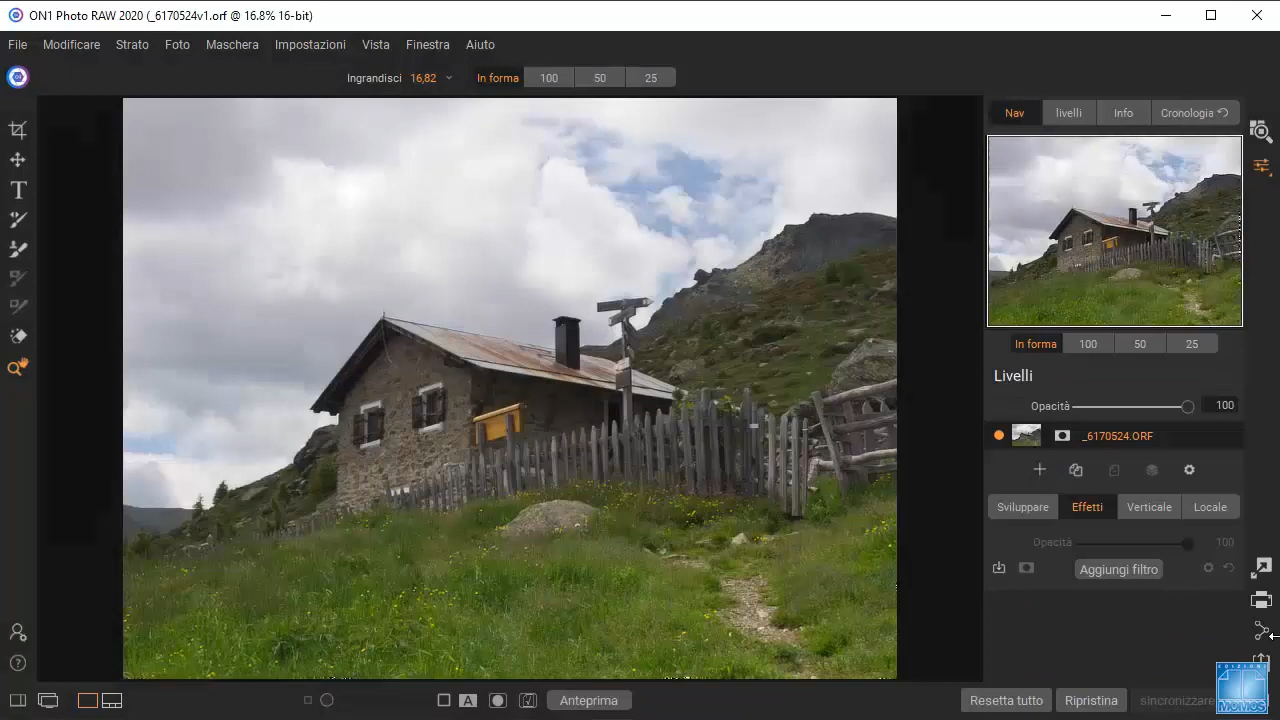 ON1 Photo RAW 2020 (_6170524v1.orf @ 16.8% 16-bit)
File Modificare Strato Foto Maschera Impostazioni Vista Finestra Aiuto
Ingrandisci 16,82 In forma 100 50 25
Nav livelli Info Cronologia
T
In forma 100 50 25
Livelli
Opacità 100
_6170524.ORF
Sviluppare Effetti Verticale Locale
Opacità 100
Aggiungi filtro
?
A Anteprima Resetta tutto Ripristina sincronizzare
EDIZIONI
MOMOS